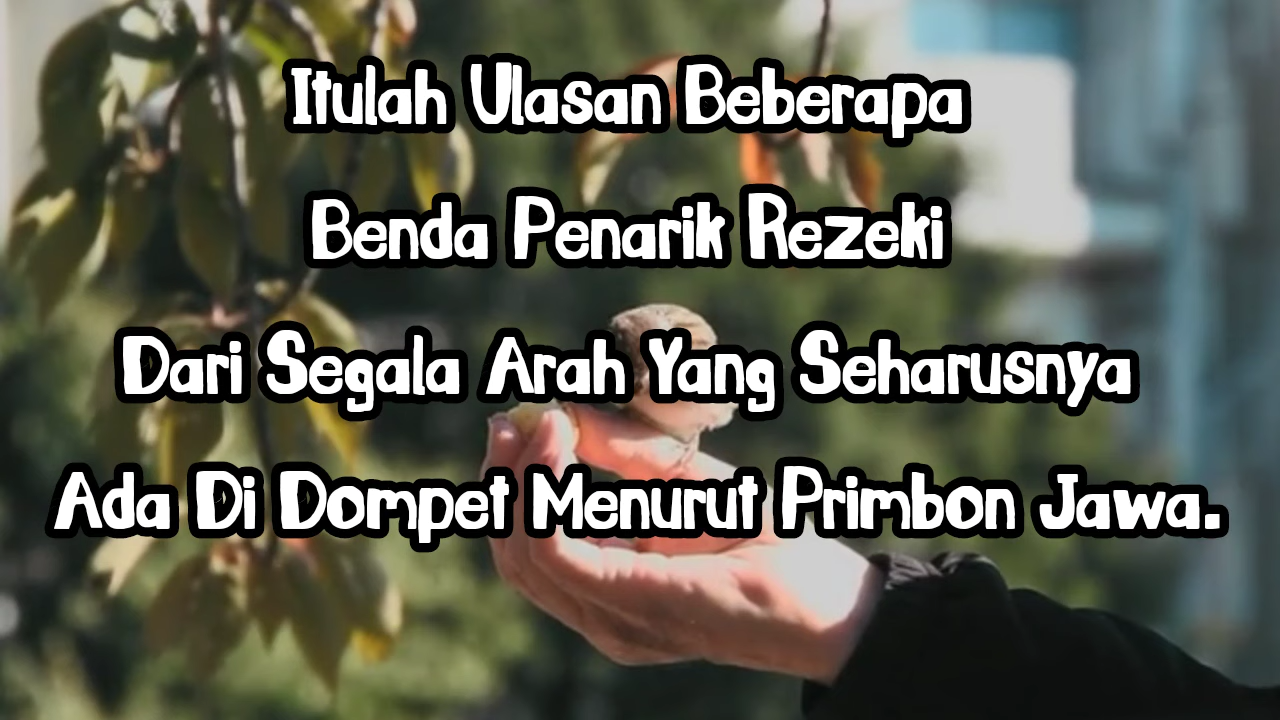 Itulah Ulasan Beberapa
Benda Penarik Rezeki
Dari Segala Arah Yang Seharusnya
Ada Di Dompet Menurut Primbon Jawa.